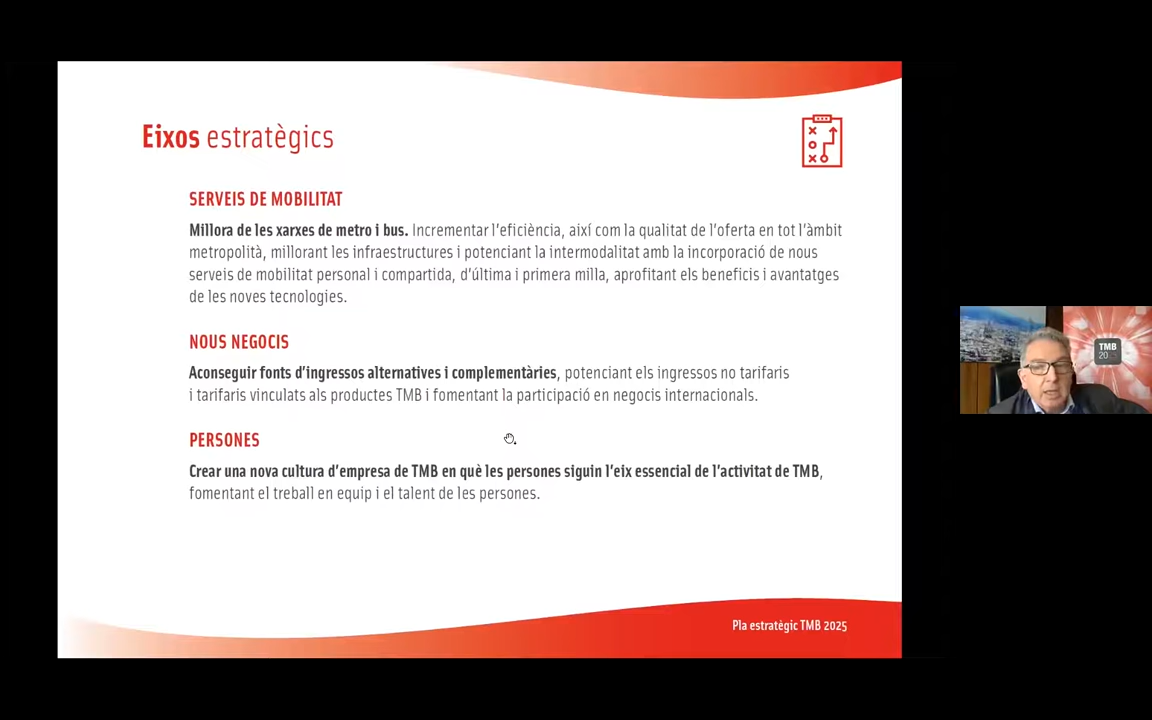 Eixos estratègics
SERVEIS DE MOBILITAT
Millora de les xarxes de metro i bus. Incrementar l'eficiència, així com la qualitat de l'oferta en tot l'àmbit
metropolità, millorant les infraestructures i potenciant la intermodalitat amb la incorporació de nous
serveis de mobilitat personal i compartida, d'última i primera milla, aprofitant els beneficis i avantatges
de les noves tecnologies.
NOUS NEGOCIS
Aconseguir fonts d'ingressos alternatives i complementàries, potenciant els ingressos no tarifaris
i tarifaris vinculats als productes TMB i fomentant la participació en negocis internacionals.
PERSONES
Crear una nova cultura d'empresa de TMB en què les persones siguin l'eix essencial de l'activitat de TMB,
fomentant el treball en equip i el talent de les persones.
Pla estratègic TMB 2025
TMB